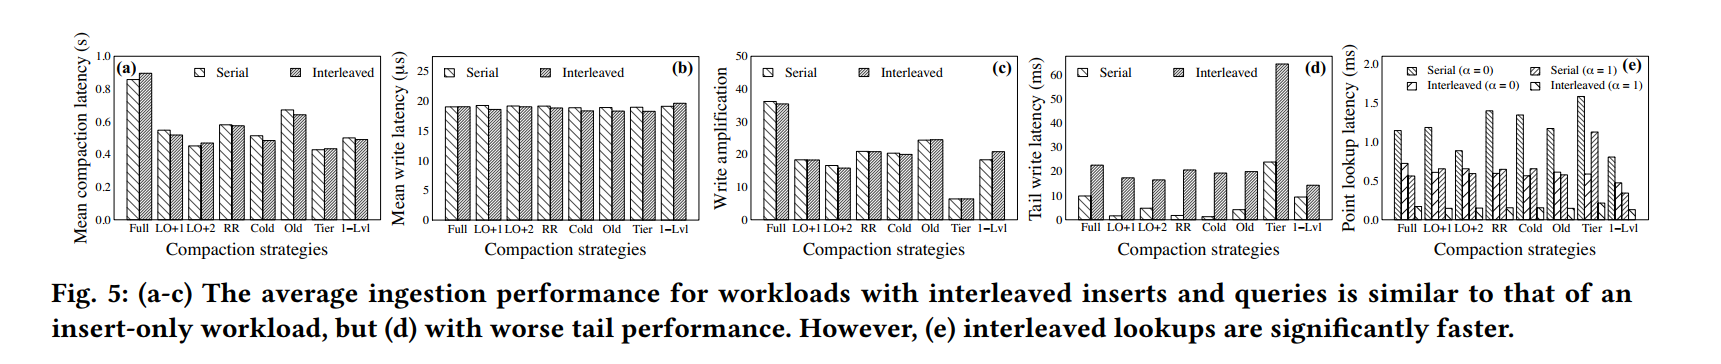 Mean compaction latency (s)
1.0
0.8
0.6
0.4
0.2
0.0
(a)
Serial
Interleaved
Full LO+1 LO+2 RR Cold Old Tier 1−Lvl
Compaction strategies
Mean write latency (μs)
25
20
15
10
5
0
Serial
Interleaved
(b)
Full LO+1 LO+2 RR Cold Old Tier 1−Lvl
Compaction strategies
Write amplification
50
40
30
20
10
0
Serial
Interleaved
(c)
Full LO+1 LO+2 RR Cold Old Tier 1−Lvl
Compaction strategies
Tail write latency (ms)
60
50
40
30
20
10
0
Serial
Interleaved
(d)
Full LO+1 LO+2 RR Cold Old Tier 1−Lvl
Compaction strategies
Point lookup latency (ms)
2.0
1.5
1.0
0.5
0.0
Serial (α = 0)
Serial (α = 1)
(e)
Interleaved (α = 0)
Interleaved (α = 1)
Full LO+1 LO+2 RR Cold Old Tier 1−Lvl
Compaction strategies
Fig. 5: (a-c) The average ingestion performance for workloads with interleaved inserts and queries is similar to that of an
insert-only workload, but (d) with worse tail performance. However, (e) interleaved lookups are significantly faster.